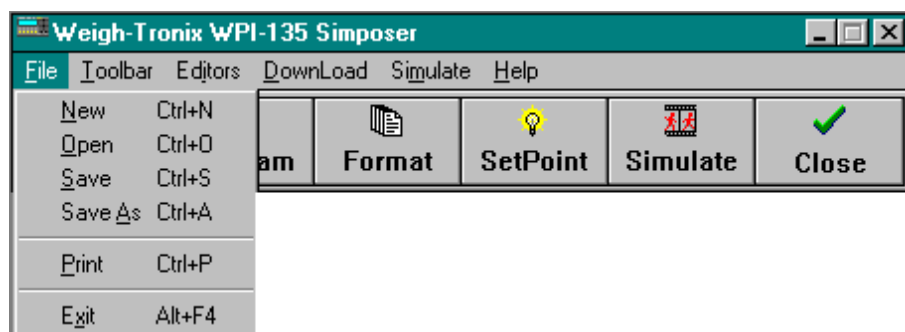 Weigh-Tronix WPI-135 Simposer
File Toolbar Editors DownLoad Simulate Help
New Ctrl+N
Open Ctrl+O
Save Ctrl+S
Save As Ctrl+A
Print Ctrl+P
Exit Alt+F4
am Format SetPoint Simulate Close